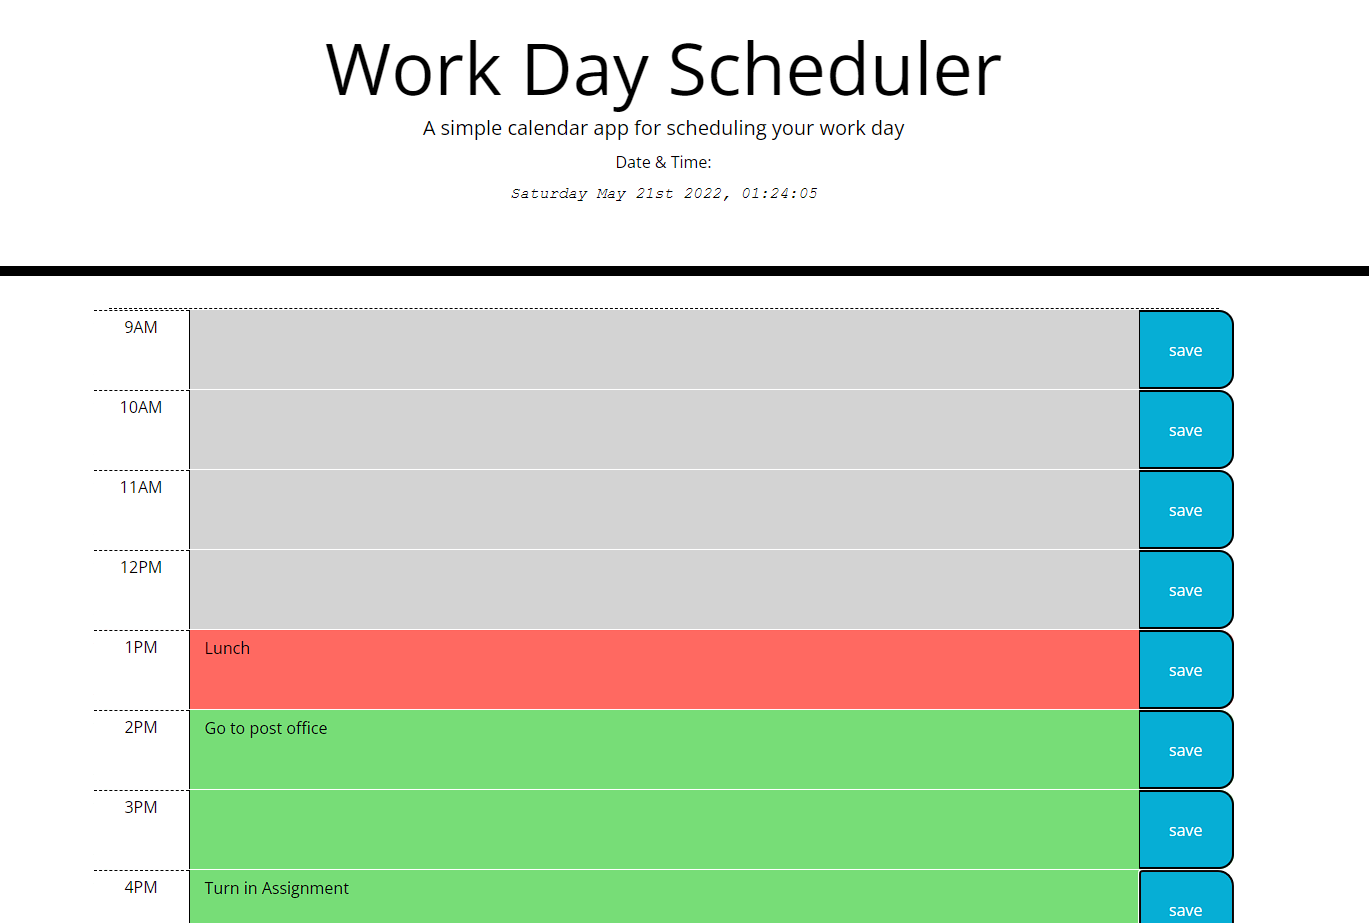 Work Day Scheduler
A simple calendar app for scheduling your work day
Date & Time:
Saturday May 21st 2022, 01:24:05
9AM save
10AM save
11AM save
12PM save
1PM Lunch save
2PM Go to post office save
3PM save
4PM Turn in Assignment save